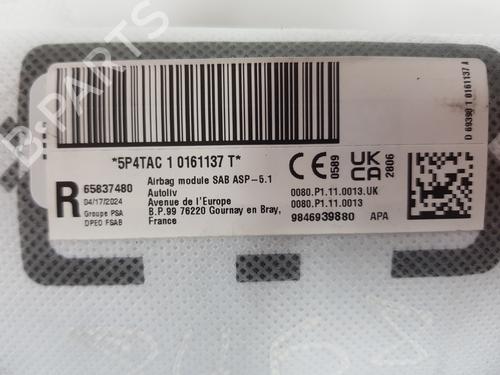 B-PARTS
*5P4TAC 1 0161137 T*
D 69390 1 0161137 A
R
65837480
04/17/2024
Groupe PSA
DPEO FSAB
Airbag module SAB ASP-5.1
Autoliv
Avenue de l'Europe
B.P.99 76220 Gournay en Bray,
France
CE
0589
UK
CA
2806
0080.P1.11.0013.UK
0080.P1.11.0013
9846939880 APA